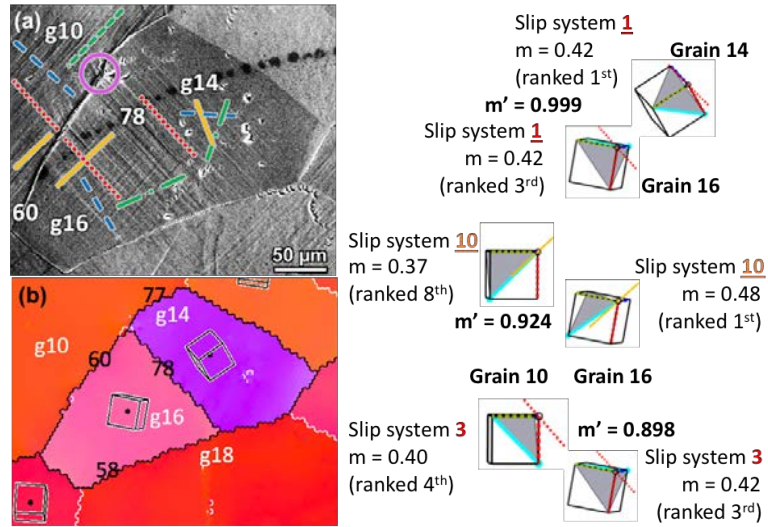 (a)
g10
g14
78
60
g16
50 μm
(b)
77
g14
g10
60
78
g16
58
g18
Slip system 1
m = 0.42
(ranked 1st)
Grain 14
m’ = 0.999
Slip system 1
m = 0.42
(ranked 3rd)
Grain 16
Slip system 10
m = 0.37
(ranked 8th)
m’ = 0.924
Slip system 10
m = 0.48
(ranked 1st)
Grain 10
Grain 16
Slip system 3
m = 0.40
(ranked 4th)
m’ = 0.898
Slip system 3
m = 0.42
(ranked 3rd)